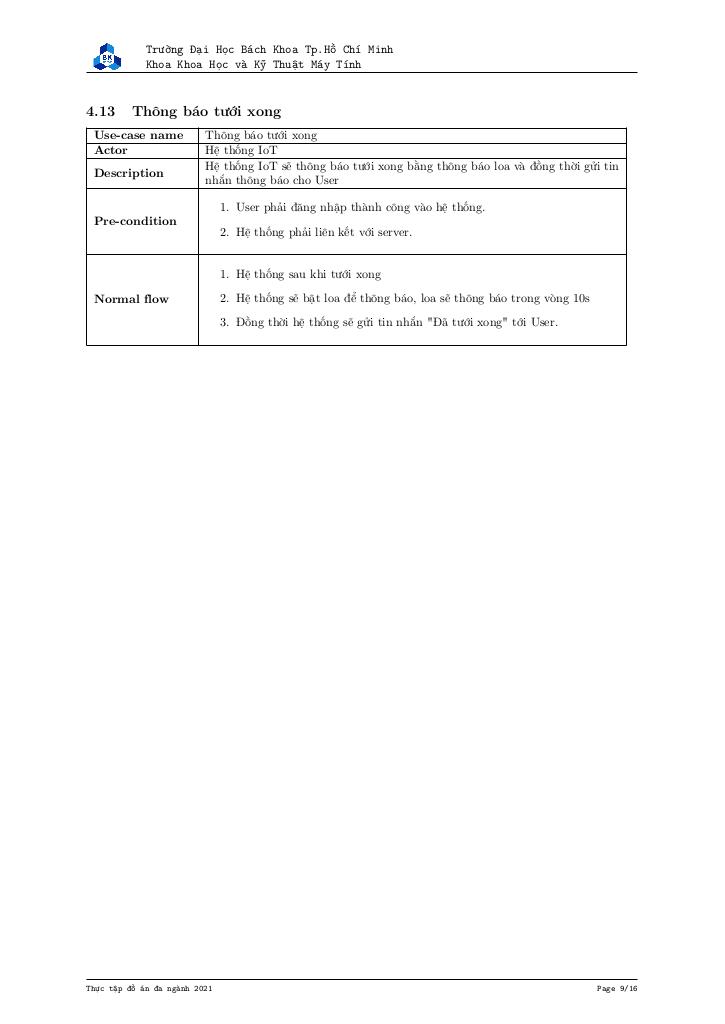 BK
Trường Đại Học Bách Khoa Tp.Hồ Chí Minh
Khoa Khoa Học và Kỹ Thuật Máy Tính
4.13 Thông báo tưới xong
Use-case name Thông báo tưới xong
Actor Hệ thống IoT
Description Hệ thống IoT sẽ thông báo tưới xong bằng thông báo loa và đồng thời gửi tin
nhắn thông báo cho User
Pre-condition
1. User phải đăng nhập thành công vào hệ thống.
2. Hệ thống phải liên kết với server.
Normal flow
1. Hệ thống sau khi tưới xong
2. Hệ thống sẽ bật loa để thông báo, loa sẽ thông báo trong vòng 10s
3. Đồng thời hệ thống sẽ gửi tin nhắn "Đã tưới xong" tới User.
Thực tập đồ án đa ngành 2021 Page 9/16